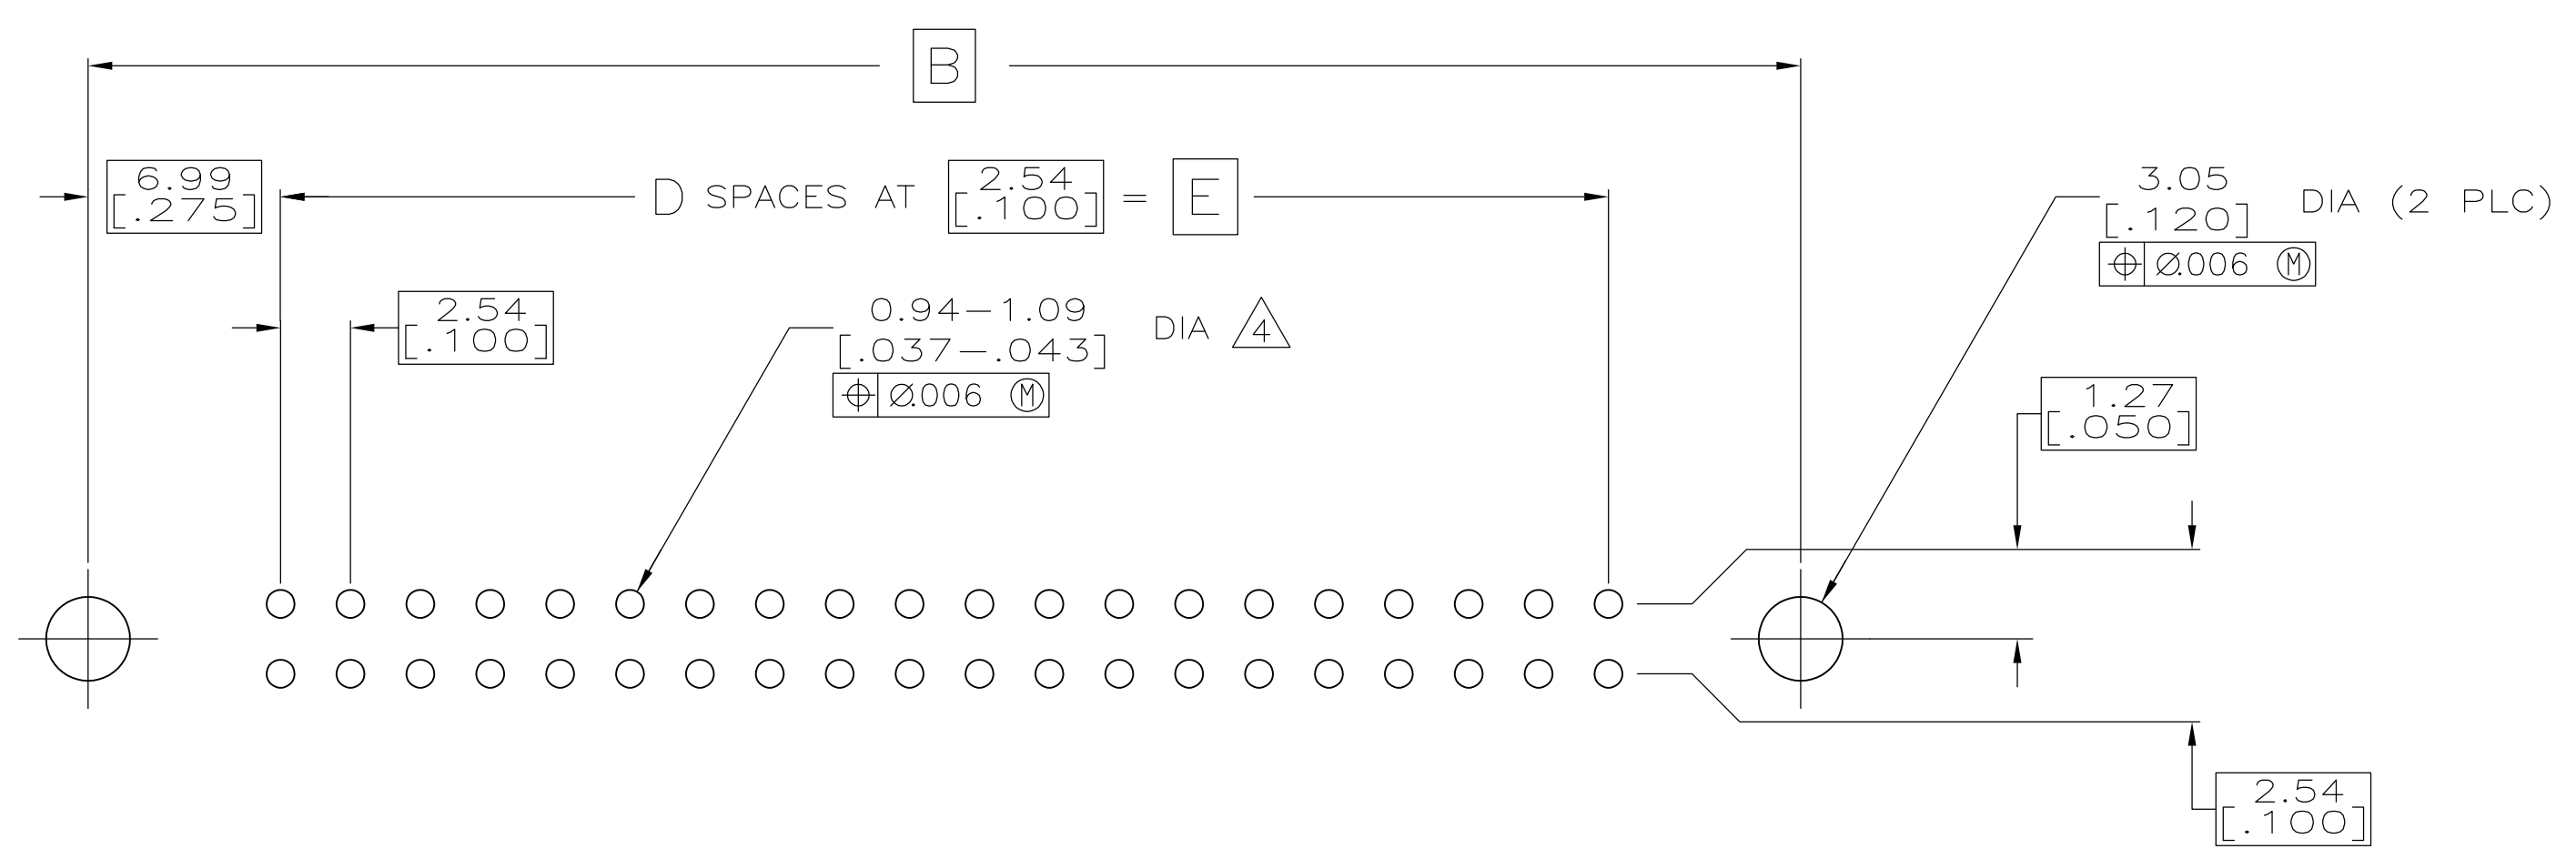 B
6.99
[.275]
D SPACES AT 2.54 [.100] = E
3.05
[.120] DIA (2 PLC)
⌖ Ø.006 Ⓜ
2.54
[.100]
0.94-1.09
[.037-.043] DIA 4
⌖ Ø.006 Ⓜ
1.27
[.050]
2.54
[.100]